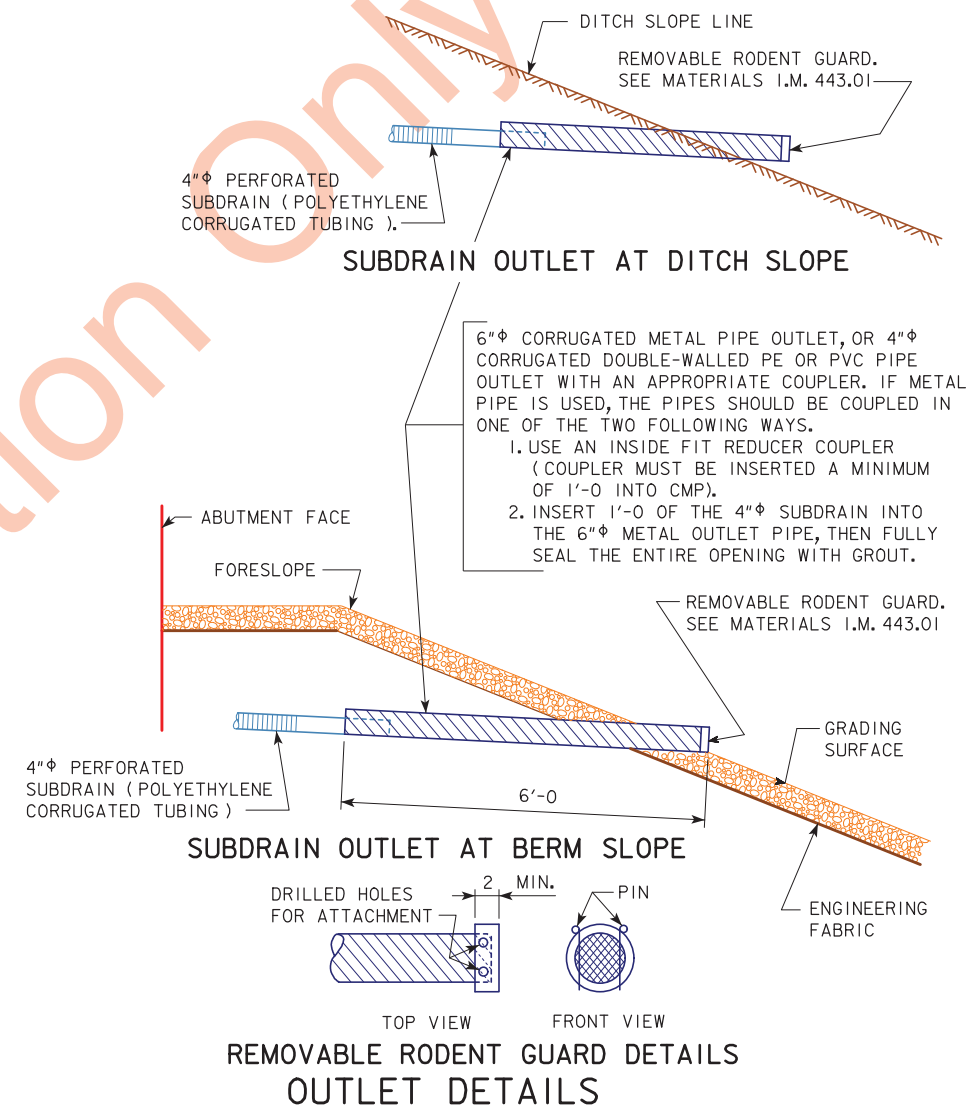 DITCH SLOPE LINE
REMOVABLE RODENT GUARD.
SEE MATERIALS I.M. 443.01
4"Φ PERFORATED
SUBDRAIN (POLYETHYLENE
CORRUGATED TUBING ).
SUBDRAIN OUTLET AT DITCH SLOPE
6"Φ CORRUGATED METAL PIPE OUTLET, OR 4"Φ
CORRUGATED DOUBLE-WALLED PE OR PVC PIPE
OUTLET WITH AN APPROPRIATE COUPLER. IF METAL
PIPE IS USED, THE PIPES SHOULD BE COUPLED IN
ONE OF THE TWO FOLLOWING WAYS.
1. USE AN INSIDE FIT REDUCER COUPLER
(COUPLER MUST BE INSERTED A MINIMUM
OF 1'-0 INTO CMP).
2. INSERT 1'-0 OF THE 4"Φ SUBDRAIN INTO
THE 6"Φ METAL OUTLET PIPE, THEN FULLY
SEAL THE ENTIRE OPENING WITH GROUT.
ABUTMENT FACE
FORESLOPE
REMOVABLE RODENT GUARD.
SEE MATERIALS I.M. 443.01
GRADING
SURFACE
4"Φ PERFORATED
SUBDRAIN (POLYETHYLENE
CORRUGATED TUBING )
6'-0
SUBDRAIN OUTLET AT BERM SLOPE
ENGINEERING
FABRIC
DRILLED HOLES
FOR ATTACHMENT
2 MIN.
PIN
TOP VIEW
FRONT VIEW
REMOVABLE RODENT GUARD DETAILS
OUTLET DETAILS
tion Only